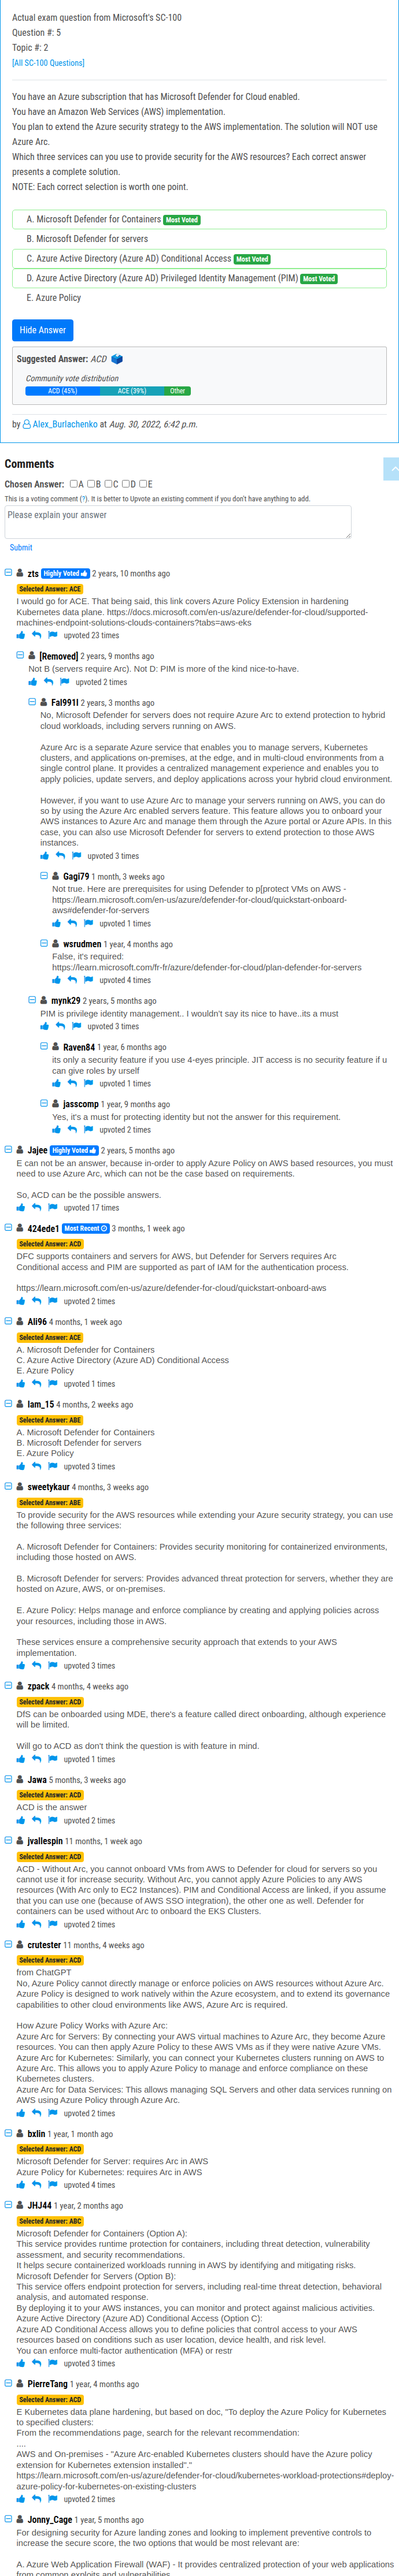 Actual exam question from Microsoft's SC-100
Question #: 5
Topic #: 2
[All SC-100 Questions]
You have an Azure subscription that has Microsoft Defender for Cloud enabled.
You have an Amazon Web Services (AWS) implementation.
You plan to extend the Azure security strategy to the AWS implementation. The solution will NOT use
Azure Arc.
Which three services can you use to provide security for the AWS resources? Each correct answer
presents a complete solution.
NOTE: Each correct selection is worth one point.
A. Microsoft Defender for Containers Most Voted
B. Microsoft Defender for servers
C. Azure Active Directory (Azure AD) Conditional Access Most Voted
D. Azure Active Directory (Azure AD) Privileged Identity Management (PIM) Most Voted
E. Azure Policy
Hide Answer
Suggested Answer: ACD
Community vote distribution
ACD (45%) ACE (39%) Other
by Alex_Burlachenko at Aug. 30, 2022, 6:42 p.m.
Comments
Chosen Answer: A B C D E
This is a voting comment (?). It is better to Upvote an existing comment if you don't have anything to add.
Please explain your answer
Submit
zts Highly Voted 2 years, 10 months ago
Selected Answer: ACE
I would go for ACE. That being said, this link covers Azure Policy Extension in hardening
Kubernetes data plane. https://docs.microsoft.com/en-us/azure/defender-for-cloud/supported-
machines-endpoint-solutions-clouds-containers?tabs=aws-eks
upvoted 23 times
[Removed] 2 years, 9 months ago
Not B (servers require Arc). Not D: PIM is more of the kind nice-to-have.
upvoted 2 times
Fal991l 2 years, 3 months ago
No, Microsoft Defender for servers does not require Azure Arc to extend protection to hybrid
cloud workloads, including servers running on AWS.
Azure Arc is a separate Azure service that enables you to manage servers, Kubernetes
clusters, and applications on-premises, at the edge, and in multi-cloud environments from a
single control plane. It provides a centralized management experience and enables you to
apply policies, update servers, and deploy applications across your hybrid cloud environment.
However, if you want to use Azure Arc to manage your servers running on AWS, you can do
so by using the Azure Arc enabled servers feature. This feature allows you to onboard your
AWS instances to Azure Arc and manage them through the Azure portal or Azure APIs. In this
case, you can also use Microsoft Defender for servers to extend protection to those AWS
instances.
upvoted 3 times
Gagi79 1 month, 3 weeks ago
Not true. Here are prerequisites for using Defender to p[rotect VMs on AWS -
https://learn.microsoft.com/en-us/azure/defender-for-cloud/quickstart-onboard-
aws#defender-for-servers
upvoted 1 times
wsrudmen 1 year, 4 months ago
False, it's required:
https://learn.microsoft.com/fr-fr/azure/defender-for-cloud/plan-defender-for-servers
upvoted 4 times
mynk29 2 years, 5 months ago
PIM is privilege identity management.. I wouldn't say its nice to have..its a must
upvoted 3 times
Raven84 1 year, 6 months ago
its only a security feature if you use 4-eyes principle. JIT access is no security feature if u
can give roles by urself
upvoted 1 times
jasscomp 1 year, 9 months ago
Yes, it's a must for protecting identity but not the answer for this requirement.
upvoted 2 times
Jajee Highly Voted 2 years, 5 months ago
E can not be an answer, because in-order to apply Azure Policy on AWS based resources, you must
need to use Azure Arc, which can not be the case based on requirements.
So, ACD can be the possible answers.
upvoted 17 times
424ede1 Most Recent 3 months, 1 week ago
Selected Answer: ACD
DFC supports containers and servers for AWS, but Defender for Servers requires Arc
Conditional access and PIM are supported as part of IAM for the authentication process.
https://learn.microsoft.com/en-us/azure/defender-for-cloud/quickstart-onboard-aws
upvoted 2 times
Ali96 4 months, 1 week ago
Selected Answer: ACE
A. Microsoft Defender for Containers
C. Azure Active Directory (Azure AD) Conditional Access
E. Azure Policy
upvoted 1 times
Iam_15 4 months, 2 weeks ago
Selected Answer: ABE
A. Microsoft Defender for Containers
B. Microsoft Defender for servers
E. Azure Policy
upvoted 3 times
sweetykaur 4 months, 3 weeks ago
Selected Answer: ABE
To provide security for the AWS resources while extending your Azure security strategy, you can use
the following three services:
A. Microsoft Defender for Containers: Provides security monitoring for containerized environments,
including those hosted on AWS.
B. Microsoft Defender for servers: Provides advanced threat protection for servers, whether they are
hosted on Azure, AWS, or on-premises.
E. Azure Policy: Helps manage and enforce compliance by creating and applying policies across
your resources, including those in AWS.
These services ensure a comprehensive security approach that extends to your AWS
implementation.
upvoted 3 times
zpack 4 months, 4 weeks ago
Selected Answer: ACD
DfS can be onboarded using MDE, there's a feature called direct onboarding, although experience
will be limited.
Will go to ACD as don't think the question is with feature in mind.
upvoted 1 times
Jawa 5 months, 3 weeks ago
Selected Answer: ACD
ACD is the answer
upvoted 2 times
jvallespin 11 months, 1 week ago
Selected Answer: ACD
ACD - Without Arc, you cannot onboard VMs from AWS to Defender for cloud for servers so you
cannot use it for increase security. Without Arc, you cannot apply Azure Policies to any AWS
resources (With Arc only to EC2 Instances). PIM and Conditional Access are linked, if you assume
that you can use one (because of AWS SSO integration), the other one as well. Defender for
containers can be used without Arc to onboard the EKS Clusters.
upvoted 2 times
crutester 11 months, 4 weeks ago
Selected Answer: ACD
from ChatGPT
No, Azure Policy cannot directly manage or enforce policies on AWS resources without Azure Arc.
Azure Policy is designed to work natively within the Azure ecosystem, and to extend its governance
capabilities to other cloud environments like AWS, Azure Arc is required.
How Azure Policy Works with Azure Arc:
Azure Arc for Servers: By connecting your AWS virtual machines to Azure Arc, they become Azure
resources. You can then apply Azure Policy to these AWS VMs as if they were native Azure VMs.
Azure Arc for Kubernetes: Similarly, you can connect your Kubernetes clusters running on AWS to
Azure Arc. This allows you to apply Azure Policy to manage and enforce compliance on these
Kubernetes clusters.
Azure Arc for Data Services: This allows managing SQL Servers and other data services running on
AWS using Azure Policy through Azure Arc.
upvoted 2 times
bxlin 1 year, 1 month ago
Selected Answer: ACD
Microsoft Defender for Server: requires Arc in AWS
Azure Policy for Kubernetes: requires Arc in AWS
upvoted 4 times
JHJ44 1 year, 2 months ago
Selected Answer: ABC
Microsoft Defender for Containers (Option A):
This service provides runtime protection for containers, including threat detection, vulnerability
assessment, and security recommendations.
It helps secure containerized workloads running in AWS by identifying and mitigating risks.
Microsoft Defender for Servers (Option B):
This service offers endpoint protection for servers, including real-time threat detection, behavioral
analysis, and automated response.
By deploying it to your AWS instances, you can monitor and protect against malicious activities.
Azure Active Directory (Azure AD) Conditional Access (Option C):
Azure AD Conditional Access allows you to define policies that control access to your AWS
resources based on conditions such as user location, device health, and risk level.
You can enforce multi-factor authentication (MFA) or restr
upvoted 3 times
PierreTang 1 year, 4 months ago
Selected Answer: ACD
E Kubernetes data plane hardening, but based on doc, "To deploy the Azure Policy for Kubernetes
to specified clusters:
From the recommendations page, search for the relevant recommendation:
....
AWS and On-premises - "Azure Arc-enabled Kubernetes clusters should have the Azure policy
extension for Kubernetes extension installed"."
https://learn.microsoft.com/en-us/azure/defender-for-cloud/kubernetes-workload-protections#deploy-
azure-policy-for-kubernetes-on-existing-clusters
upvoted 2 times
Jonny_Cage 1 year, 5 months ago
For designing security for Azure landing zones and looking to implement preventive controls to
increase the secure score, the two options that would be most relevant are:
A. Azure Web Application Firewall (WAF) - It provides centralized protection of your web applications
from common exploits and vulnerabilities.